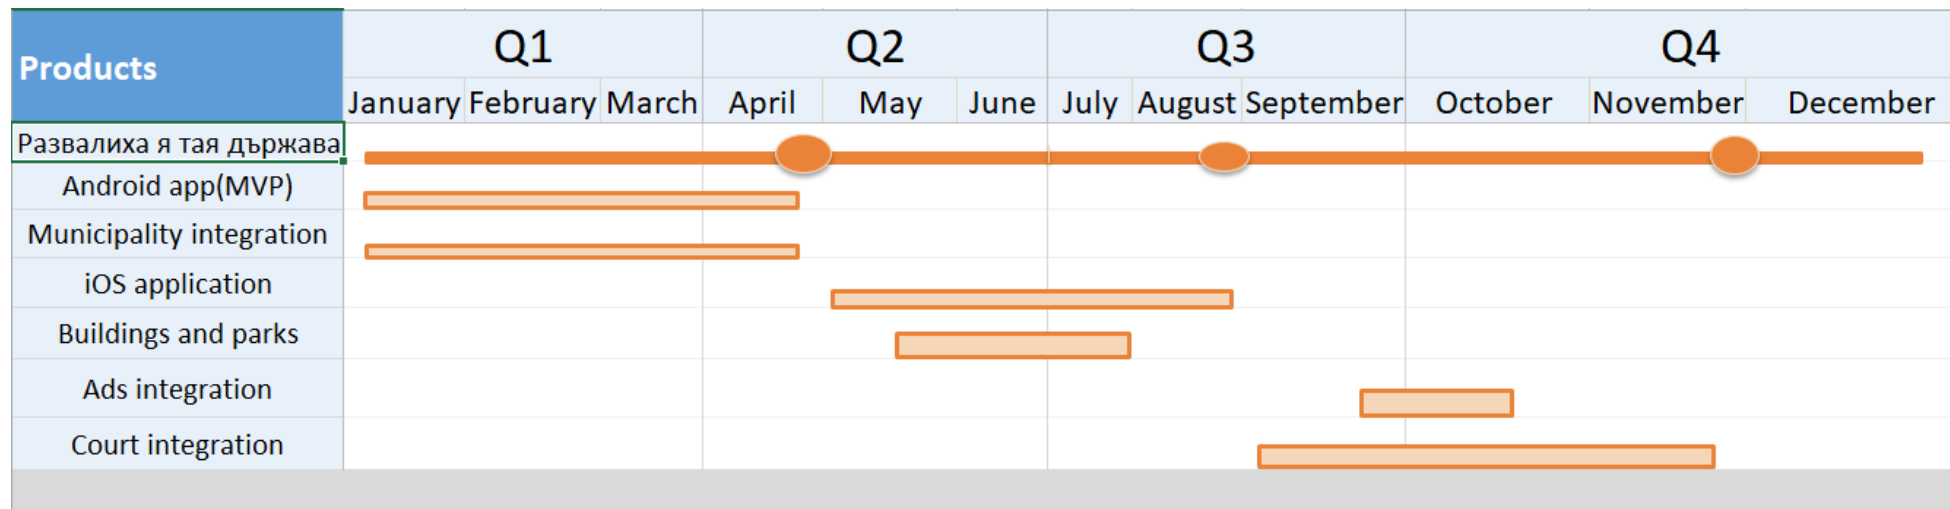 Products
Q1
Q2
Q3
Q4
January
February
March
April
May
June
July
August
September
October
November
December
Развалиха я тая държава
Android app(MVP)
Municipality integration
iOS application
Buildings and parks
Ads integration
Court integration